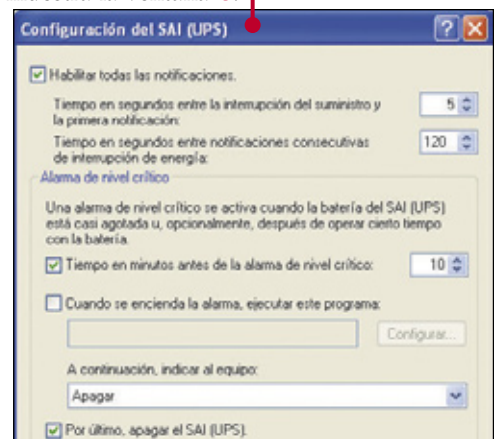 Configuración del SAI (UPS)
Habilitar todas las notificaciones.
Tiempo en segundos entre la interrupción del suministro y
la primera notificación:
5
Tiempo en segundos entre notificaciones consecutivas
de interrupción de energía:
120
Alarma de nivel crítico
Una alarma de nivel crítico se activa cuando la batería del SAI (UPS)
está casi agotada u, opcionalmente, después de operar cierto tiempo
con la batería.
Tiempo en minutos antes de la alarma de nivel crítico:
10
Cuando se encienda la alarma, ejecutar este programa:
Configurar...
A continuación, indicar al equipo:
Apagar
Por último, apagar el SAI (UPS).